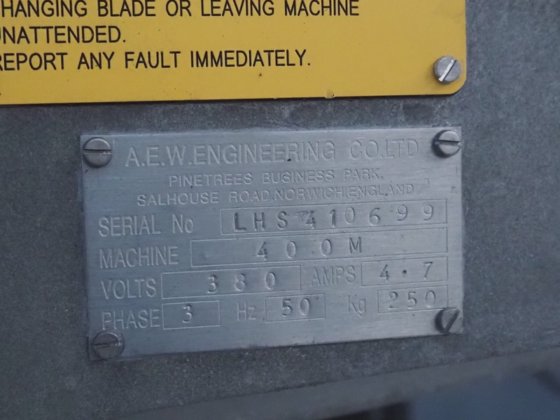 HANGING BLADE OR LEAVING MACHINE
UNATTENDED.
REPORT ANY FAULT IMMEDIATELY.
A.E.W. ENGINEERING CO.LTD
PINETREES BUSINESS PARK.
SALHOUSE ROAD.NORWICH.ENGLAND
SERIAL No LHS410699
MACHINE 400M
VOLTS 380 AMPS 4.7
PHASE 3 Hz 50 Kg 250